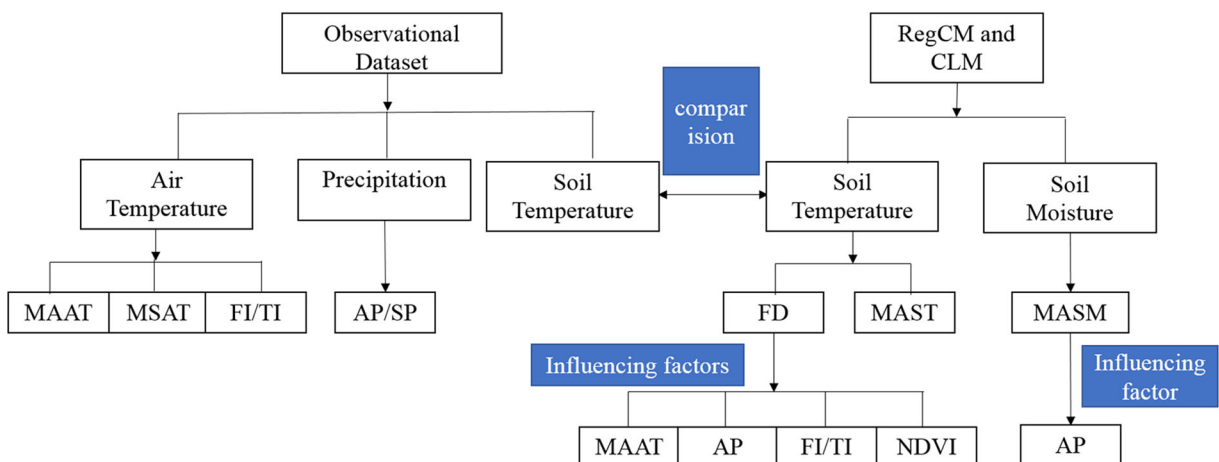 Observational
Dataset
RegCM and
CLM
compar
ision
Air
Temperature
Precipitation
Soil
Temperature
Soil
Temperature
Soil
Moisture
MAAT
MSAT
FI/TI
AP/SP
FD
MAST
MASM
Influencing factors
Influencing
factor
MAAT
AP
FI/TI
NDVI
AP